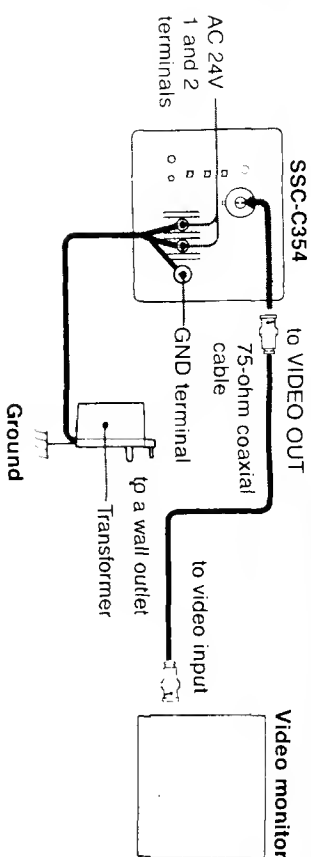 SSC-C354
to VIDEO OUT
75-ohm coaxial
cable
AC 24V
1 and 2
terminals
GND terminal
to a wall outlet
Transformer
Ground
to video input
Video monitor